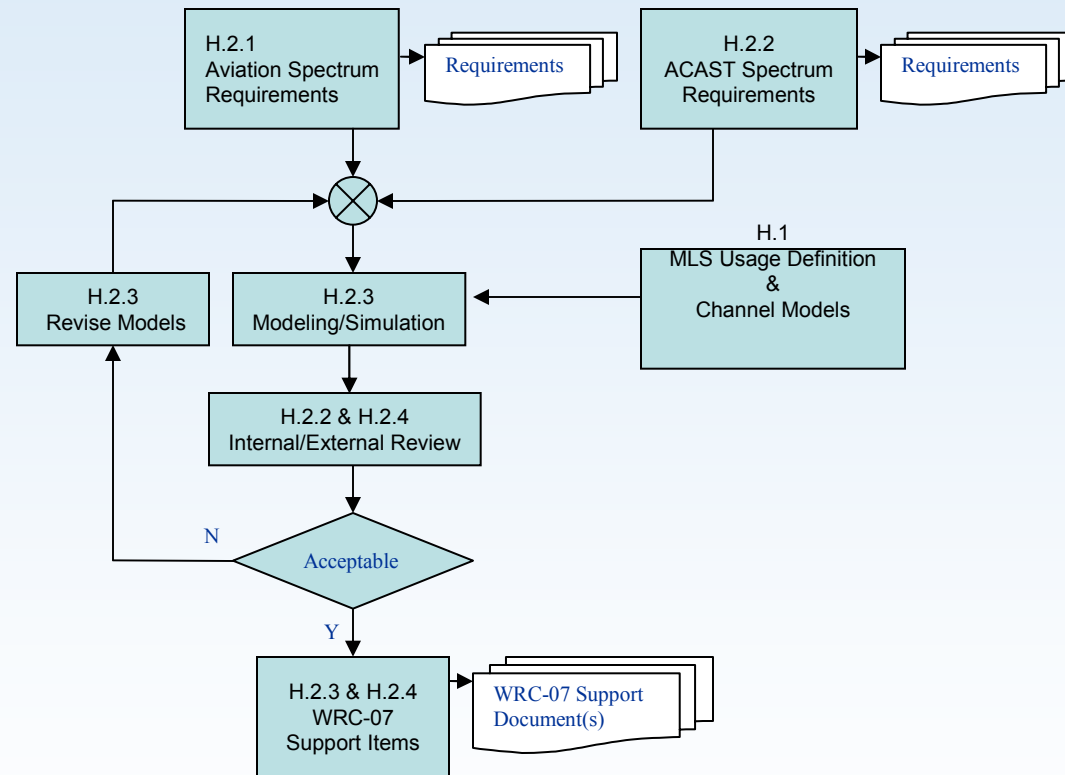 H.2.1
Aviation Spectrum
Requirements
Requirements
H.2.2
ACAST Spectrum
Requirements
Requirements
H.1
MLS Usage Definition
&
Channel Models
H.2.3
Revise Models
H.2.3
Modeling/Simulation
H.2.2 & H.2.4
Internal/External Review
N
Acceptable
Y
H.2.3 & H.2.4
WRC-07
Support Items
WRC-07 Support
Document(s)